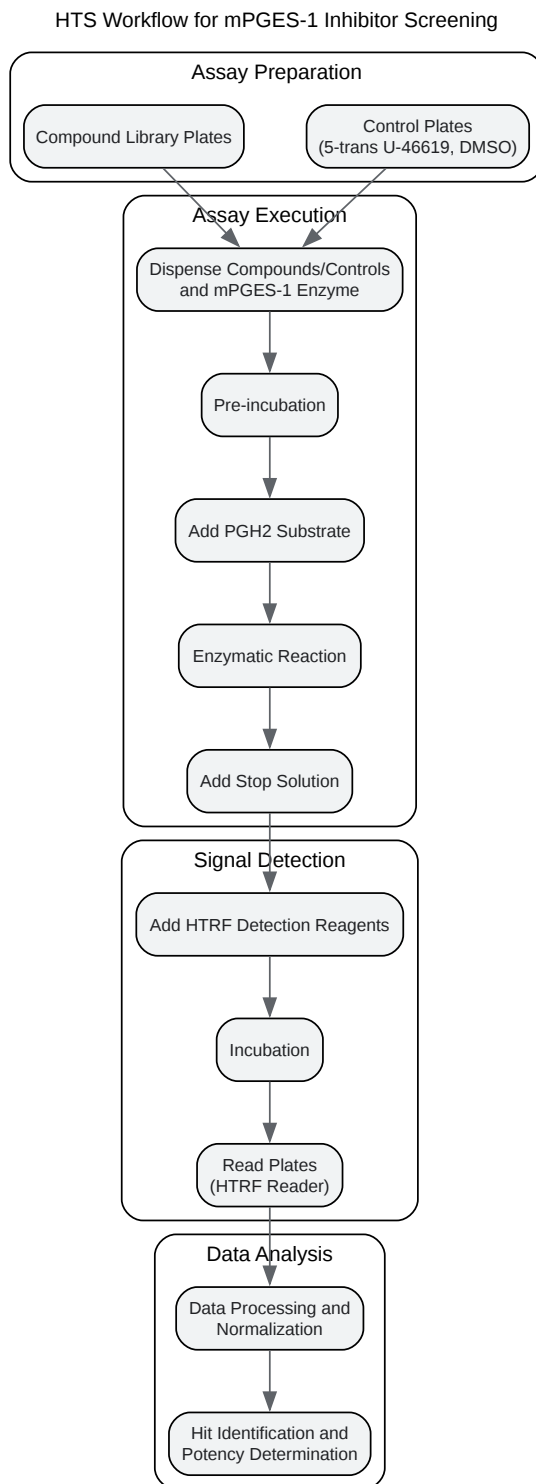 HTS Workflow for mPGES-1 Inhibitor Screening
Assay Preparation
Compound Library Plates
Control Plates
(5-trans U-46619, DMSO)
Assay Execution
Dispense Compounds/Controls
and mPGES-1 Enzyme
Pre-incubation
Add PGH2 Substrate
Enzymatic Reaction
Add Stop Solution
Signal Detection
Add HTRF Detection Reagents
Incubation
Read Plates
(HTRF Reader)
Data Analysis
Data Processing and
Normalization
Hit Identification and
Potency Determination